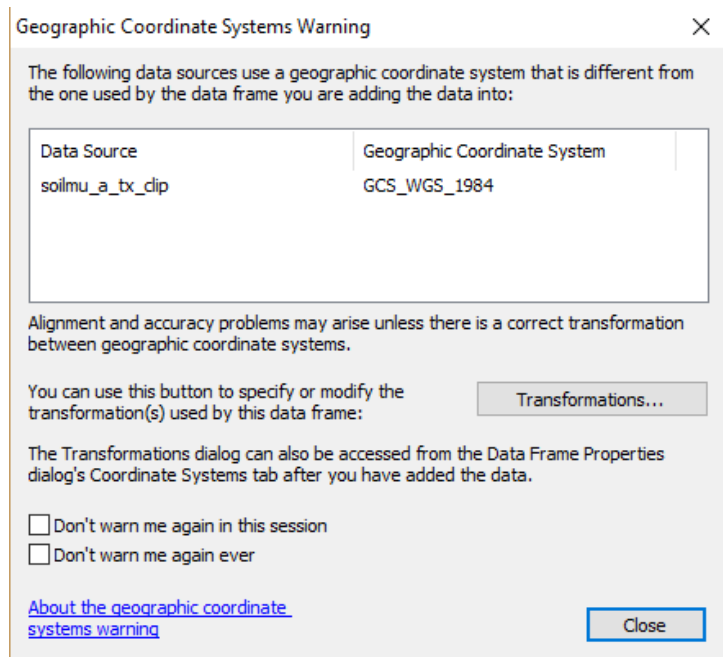 Geographic Coordinate Systems Warning
The following data sources use a geographic coordinate system that is different from
the one used by the data frame you are adding the data into:
Data Source Geographic Coordinate System
soilmu_a_tx_clip GCS_WGS_1984
Alignment and accuracy problems may arise unless there is a correct transformation
between geographic coordinate systems.
You can use this button to specify or modify the
transformation(s) used by this data frame:
Transformations...
The Transformations dialog can also be accessed from the Data Frame Properties
dialog's Coordinate Systems tab after you have added the data.
Don't warn me again in this session
Don't warn me again ever
About the geographic coordinate
systems warning
Close